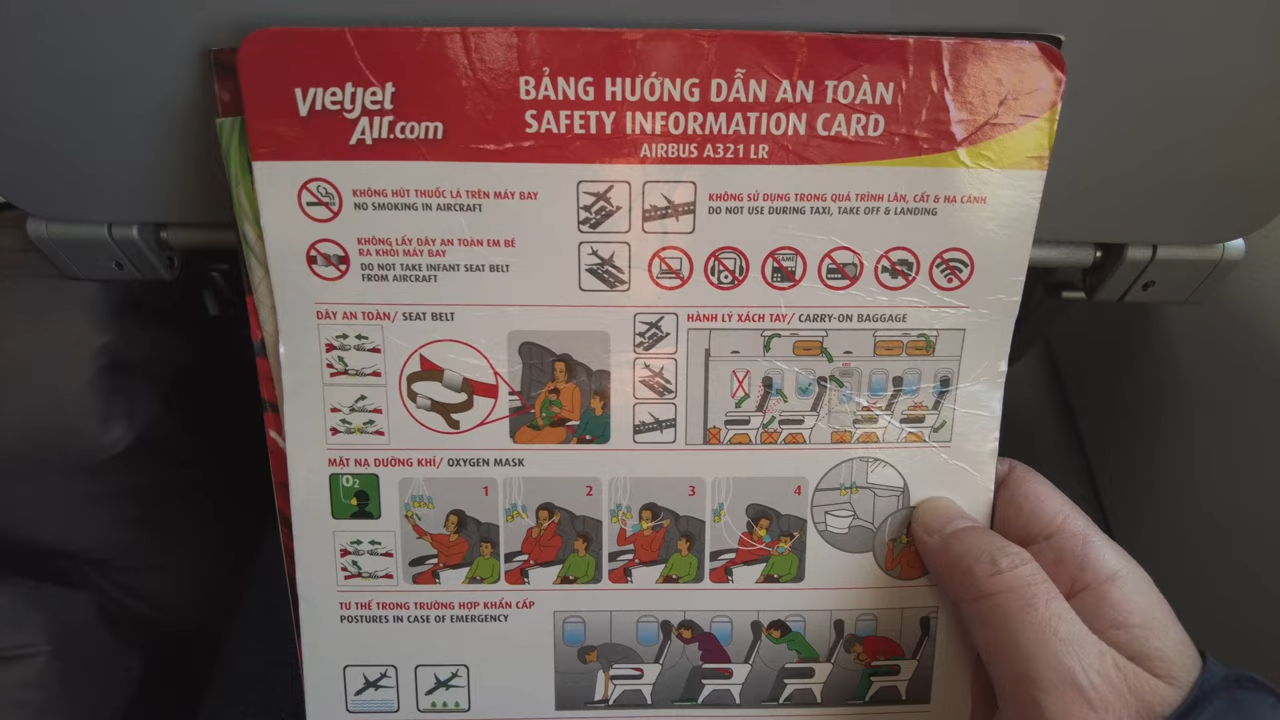 vietjet
Air.com
BẢNG HƯỚNG DẪN AN TOÀN
SAFETY INFORMATION CARD
AIRBUS A321 LR
KHÔNG HÚT THUỐC LÁ TRÊN MÁY BAY
NO SMOKING IN AIRCRAFT
KHÔNG LẤY DÂY AN TOÀN EM BÉ
RA KHỎI MÁY BAY
DO NOT TAKE INFANT SEAT BELT
FROM AIRCRAFT
KHÔNG SỬ DỤNG TRONG QUÁ TRÌNH LĂN, CẤT & HẠ CÁNH
DO NOT USE DURING TAXI, TAKE OFF & LANDING
GAME
DÂY AN TOÀN/ SEAT BELT
HÀNH LÝ XÁCH TAY/ CARRY-ON BAGGAGE
EXIT
MẶT NẠ DƯỠNG KHÍ/ OXYGEN MASK
O2
1
2
3
4
TƯ THẾ TRONG TRƯỜNG HỢP KHẨN CẤP
POSTURES IN CASE OF EMERGENCY